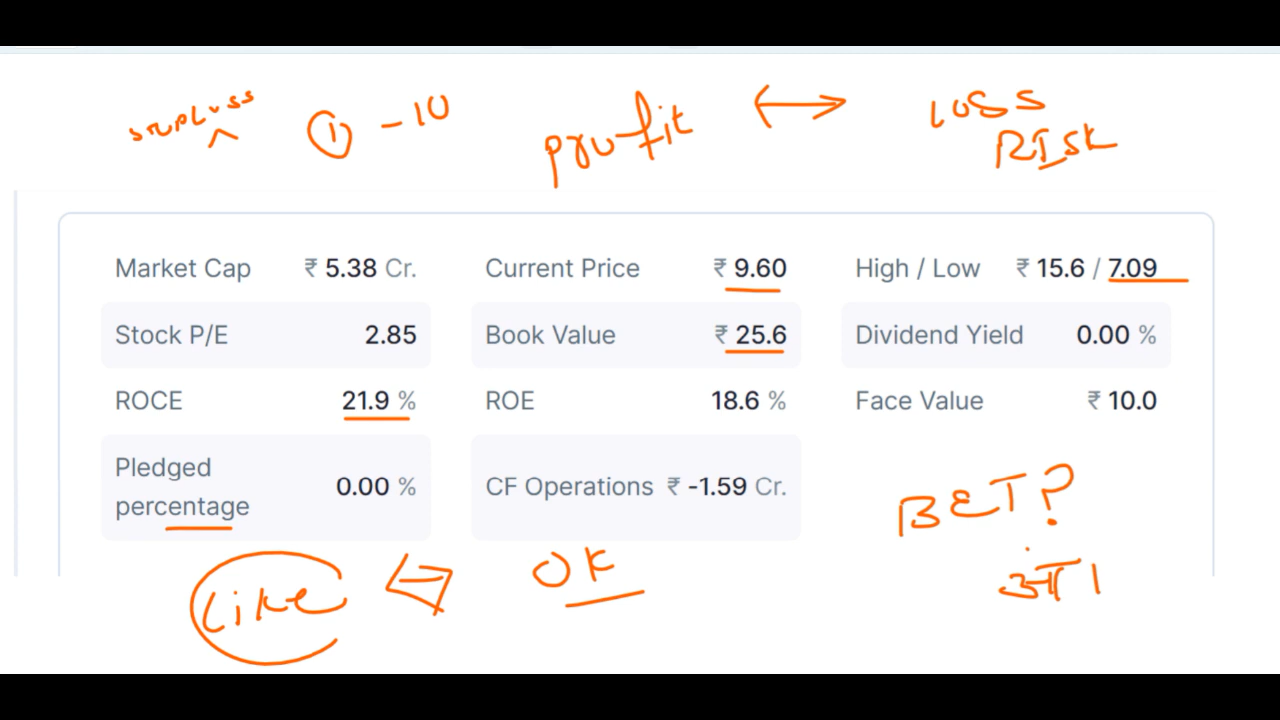 STOPLOSS ① - 10 profit ↔ LOSS
RISK
Market Cap ₹ 5.38 Cr. Current Price ₹ 9.60 High / Low ₹ 15.6 / 7.09
Stock P/E 2.85 Book Value ₹ 25.6 Dividend Yield 0.00 %
ROCE 21.9 % ROE 18.6 % Face Value ₹ 10.0
Pledged percentage 0.00 % CF Operations ₹ -1.59 Cr.
BET?
Like OK